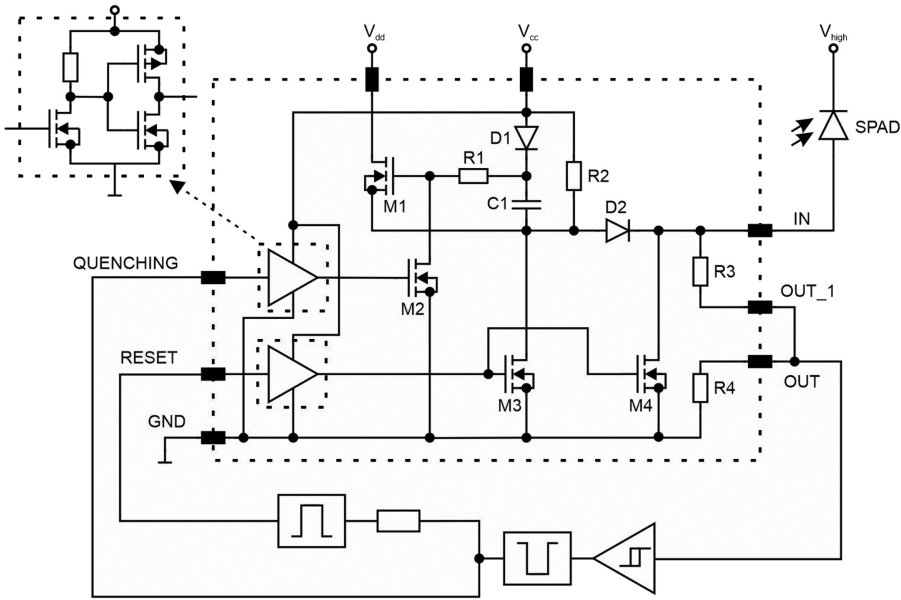 Vdd
Vcc
Vhigh
D1
SPAD
R1
R2
C1
M1
D2
IN
QUENCHING
R3
OUT_1
M2
RESET
OUT
R4
M3
M4
GND